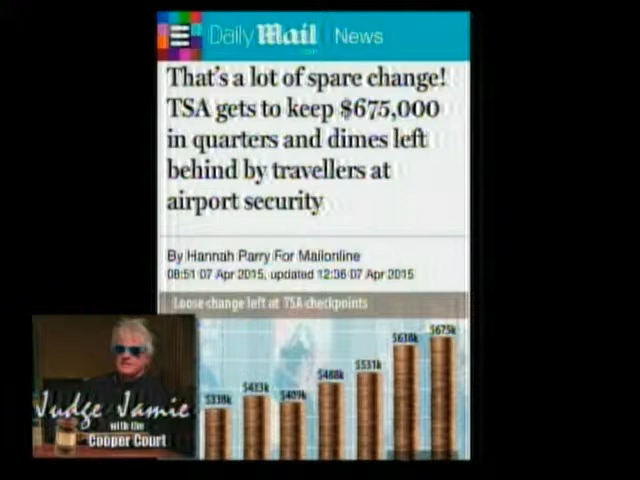 Daily Mail News
That's a lot of spare change!
TSA gets to keep $675,000
in quarters and dimes left
behind by travellers at
airport security
By Hannah Parry For Mailonline
08:51 07 Apr 2015, updated 12:36 07 Apr 2015
Loose change left at TSA checkpoints
$338k $433k $409k $488k $531k $638k $675k
Judge Jamie
with the
Cooper Court